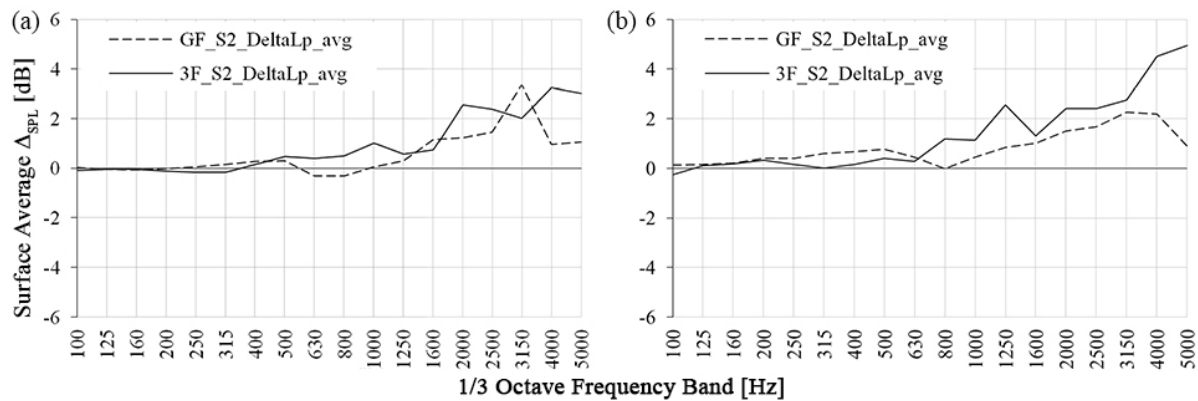 (a)
GF_S2_DeltaLp_avg
3F_S2_DeltaLp_avg
Surface Average Δ_SPL [dB]
6
4
2
0
-2
-4
-6
100 125 160 200 250 315 400 500 630 800 1000 1250 1600 2000 2500 3150 4000 5000
(b)
GF_S2_DeltaLp_avg
3F_S2_DeltaLp_avg
6
4
2
0
-2
-4
-6
100 125 160 200 250 315 400 500 630 800 1000 1250 1600 2000 2500 3150 4000 5000
1/3 Octave Frequency Band [Hz]